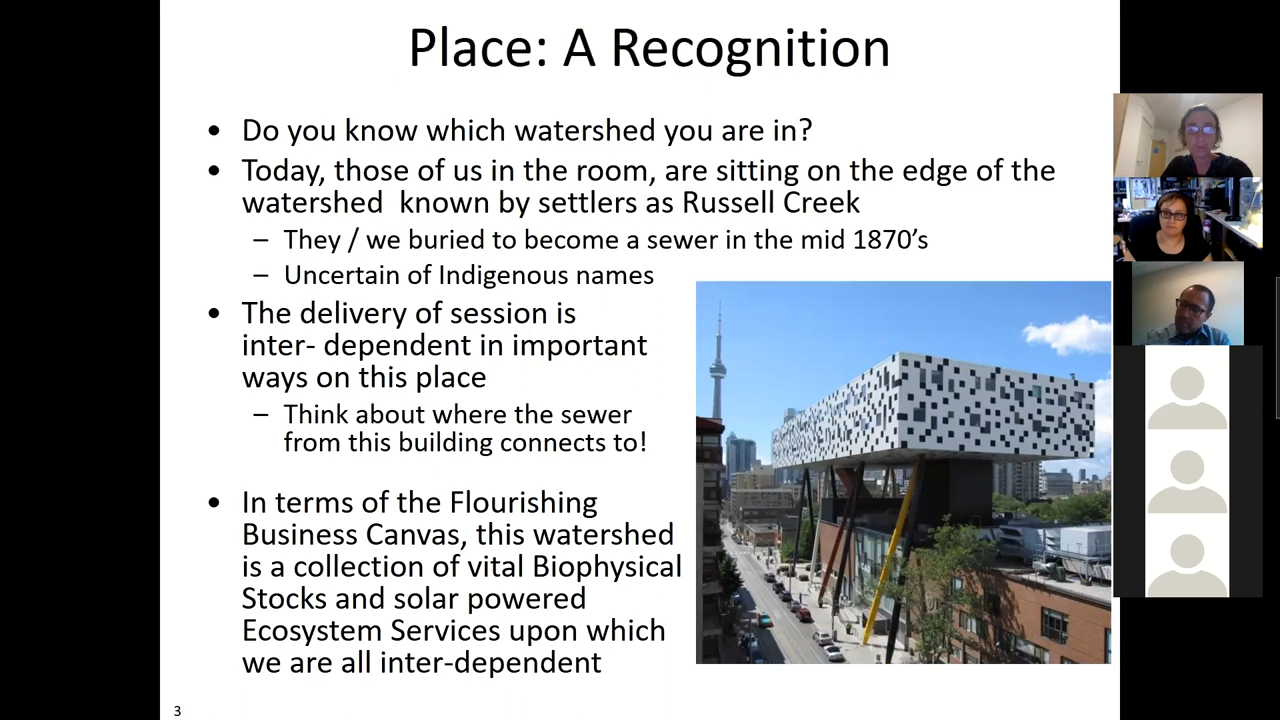 Place: A Recognition
• Do you know which watershed you are in?
• Today, those of us in the room, are sitting on the edge of the
watershed  known by settlers as Russell Creek
– They / we buried to become a sewer in the mid 1870’s
– Uncertain of Indigenous names
• The delivery of session is
inter- dependent in important
ways on this place
– Think about where the sewer
from this building connects to!
• In terms of the Flourishing
Business Canvas, this watershed
is a collection of vital Biophysical
Stocks and solar powered
Ecosystem Services upon which
we are all inter-dependent
3